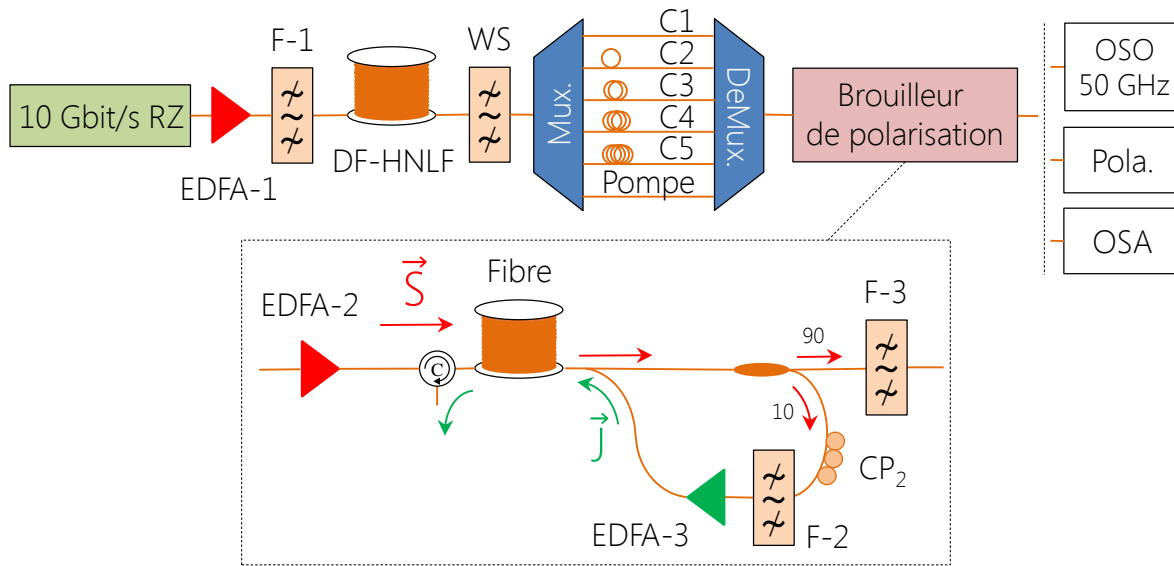 10 Gbit/s RZ
EDFA-1
F-1
DF-HNLF
WS
Mux.
C1
C2
C3
C4
C5
Pompe
DeMux.
Brouilleur
de polarisation
OSO
50 GHz
Pola.
OSA
EDFA-2
S
C
Fibre
J
90
10
F-3
CP₂
F-2
EDFA-3